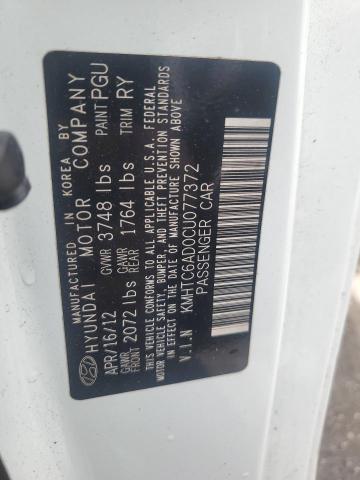 MANUFACTURED IN KOREA BY
HYUNDAI MOTOR COMPANY
APR/16/12 GVWR 3748 lbs PAINT PGU
GAWR FRONT 2072 lbs GAWR REAR 1764 lbs TRIM RY
THIS VEHICLE CONFORMS TO ALL APPLICABLE U.S.A. FEDERAL
MOTOR VEHICLE SAFETY, BUMPER, AND THEFT PREVENTION
STANDARDS IN EFFECT ON THE DATE OF MANUFACTURE SHOWN ABOVE
V.I.N KMHTC6AD0CU077372
PASSENGER CAR